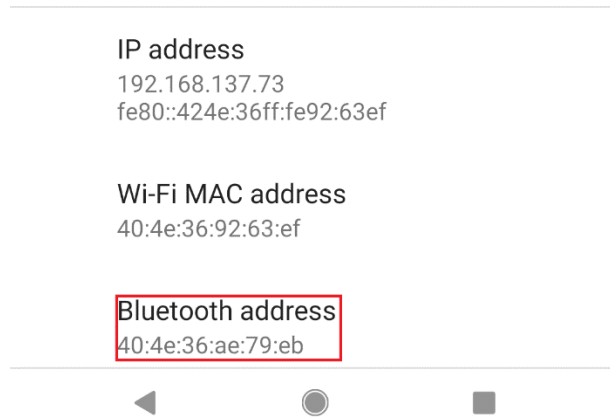 IP address
192.168.137.73
fe80::424e:36ff:fe92:63ef
Wi-Fi MAC address
40:4e:36:92:63:ef
Bluetooth address
40:4e:36:ae:79:eb